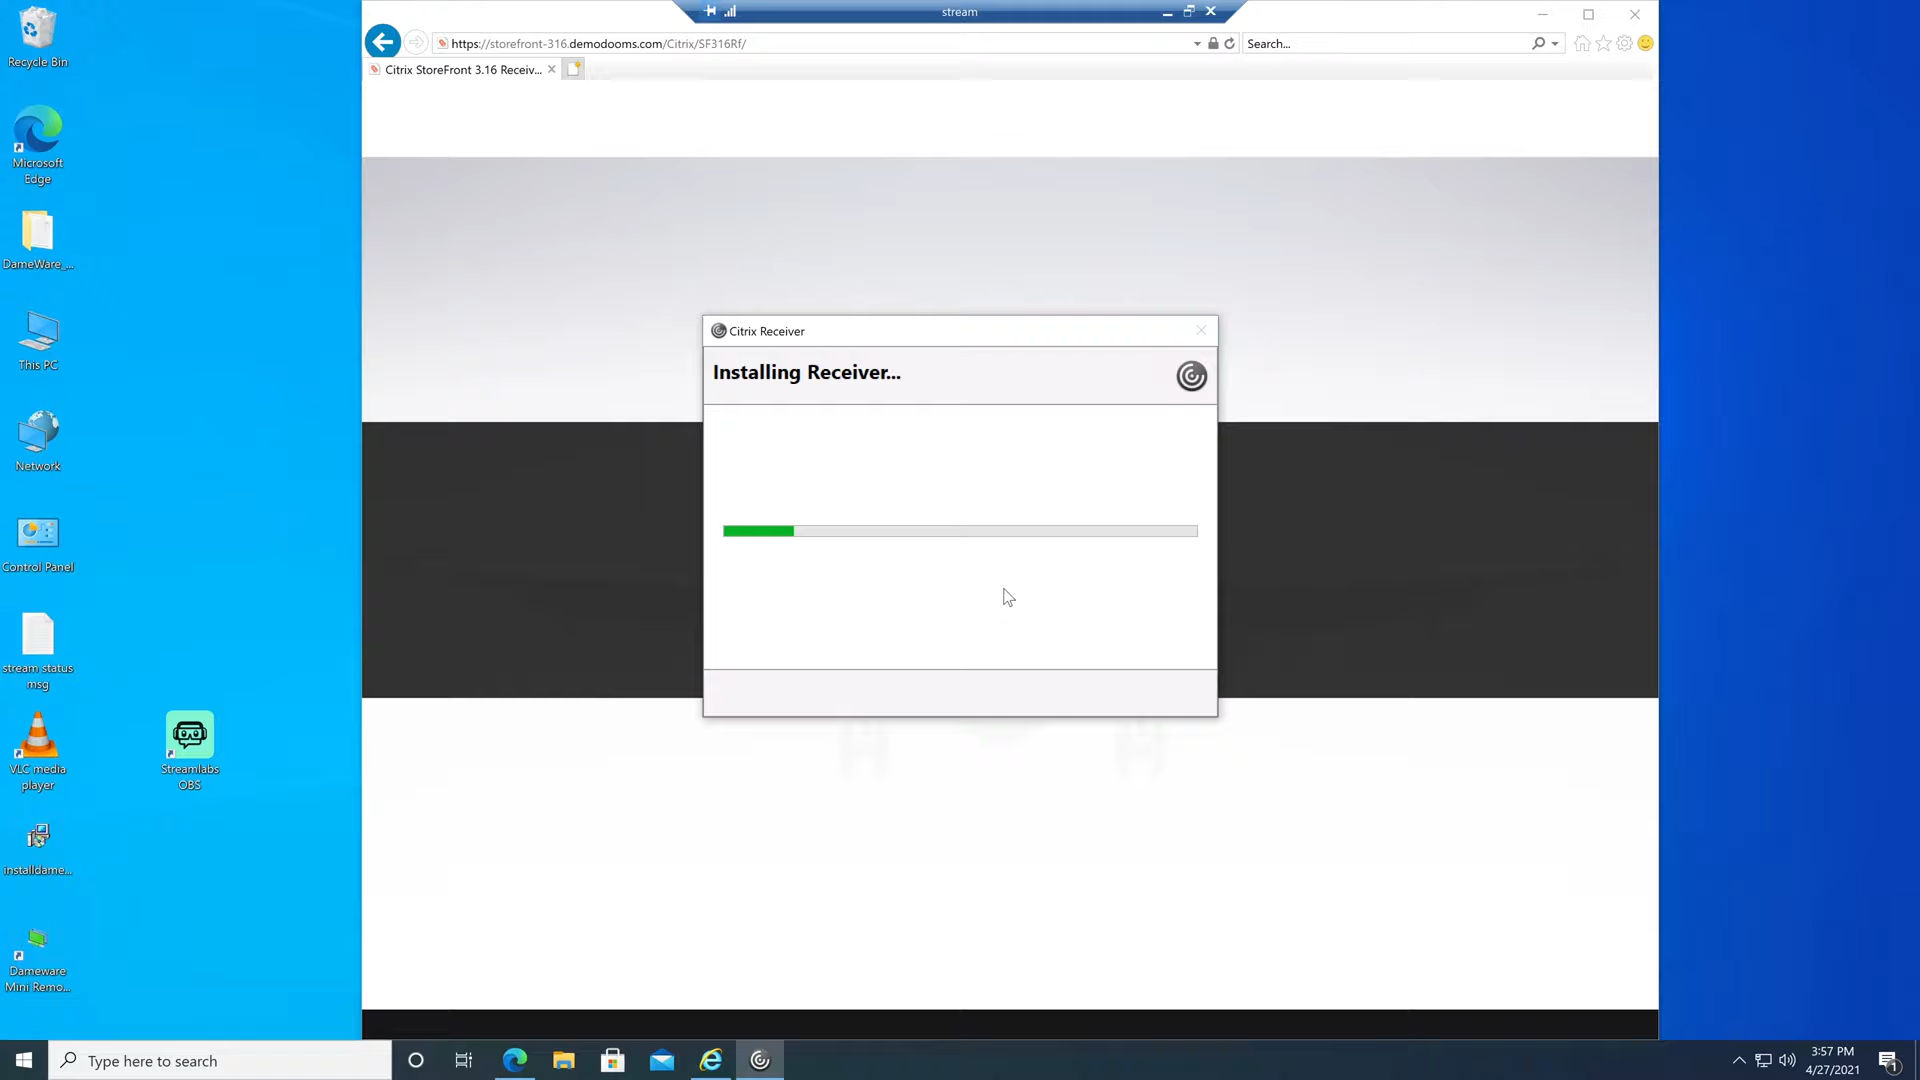 stream
https://storefront-316.demodooms.com/Citrix/SF316Rf/
Search...
Citrix StoreFront 3.16 Receiv...
Recycle Bin
Microsoft
Edge
DameWare_...
This PC
Network
Control Panel
stream status
msg
VLC media
player
Streamlabs
OBS
installdame...
Dameware
Mini Remo...
Citrix Receiver
Installing Receiver...
Type here to search
3:57 PM
4/27/2021
1